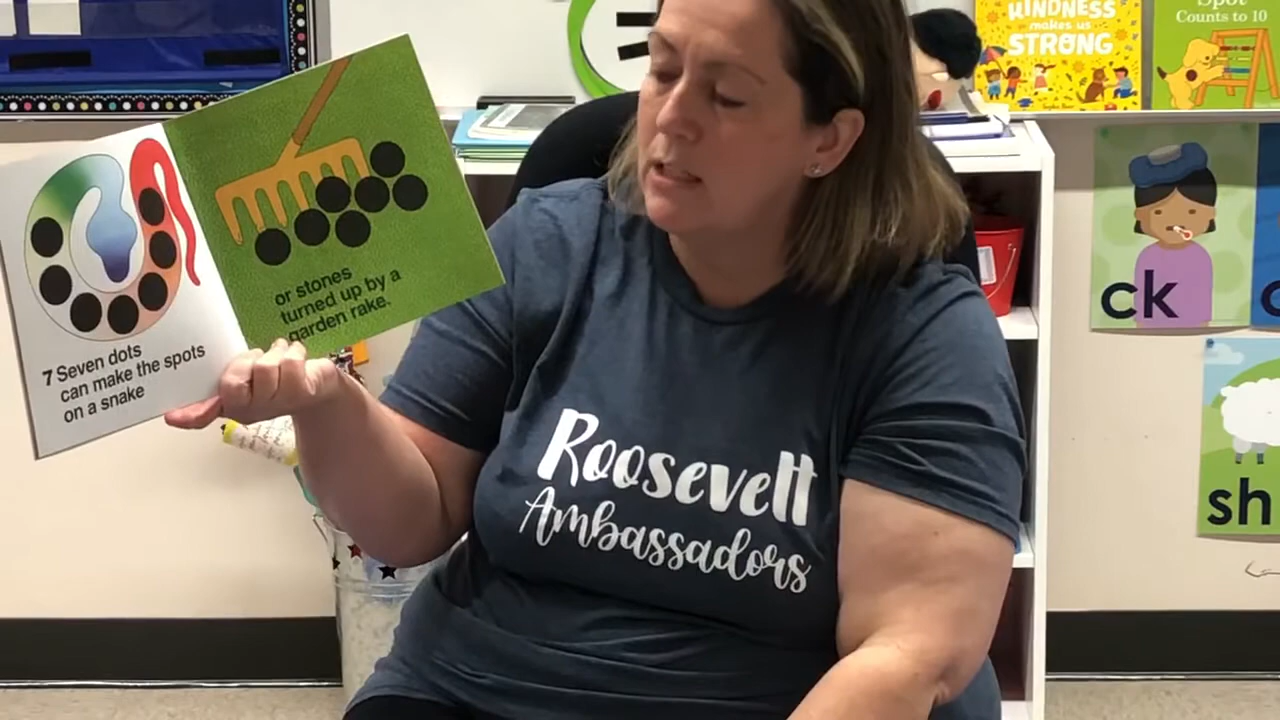 KINDNESS
makes us
STRONG
Spot
Counts to 10
7 Seven dots
can make the spots
on a snake
or stones
turned up by a
garden rake.
Roosevelt
Ambassadors
ck
sh